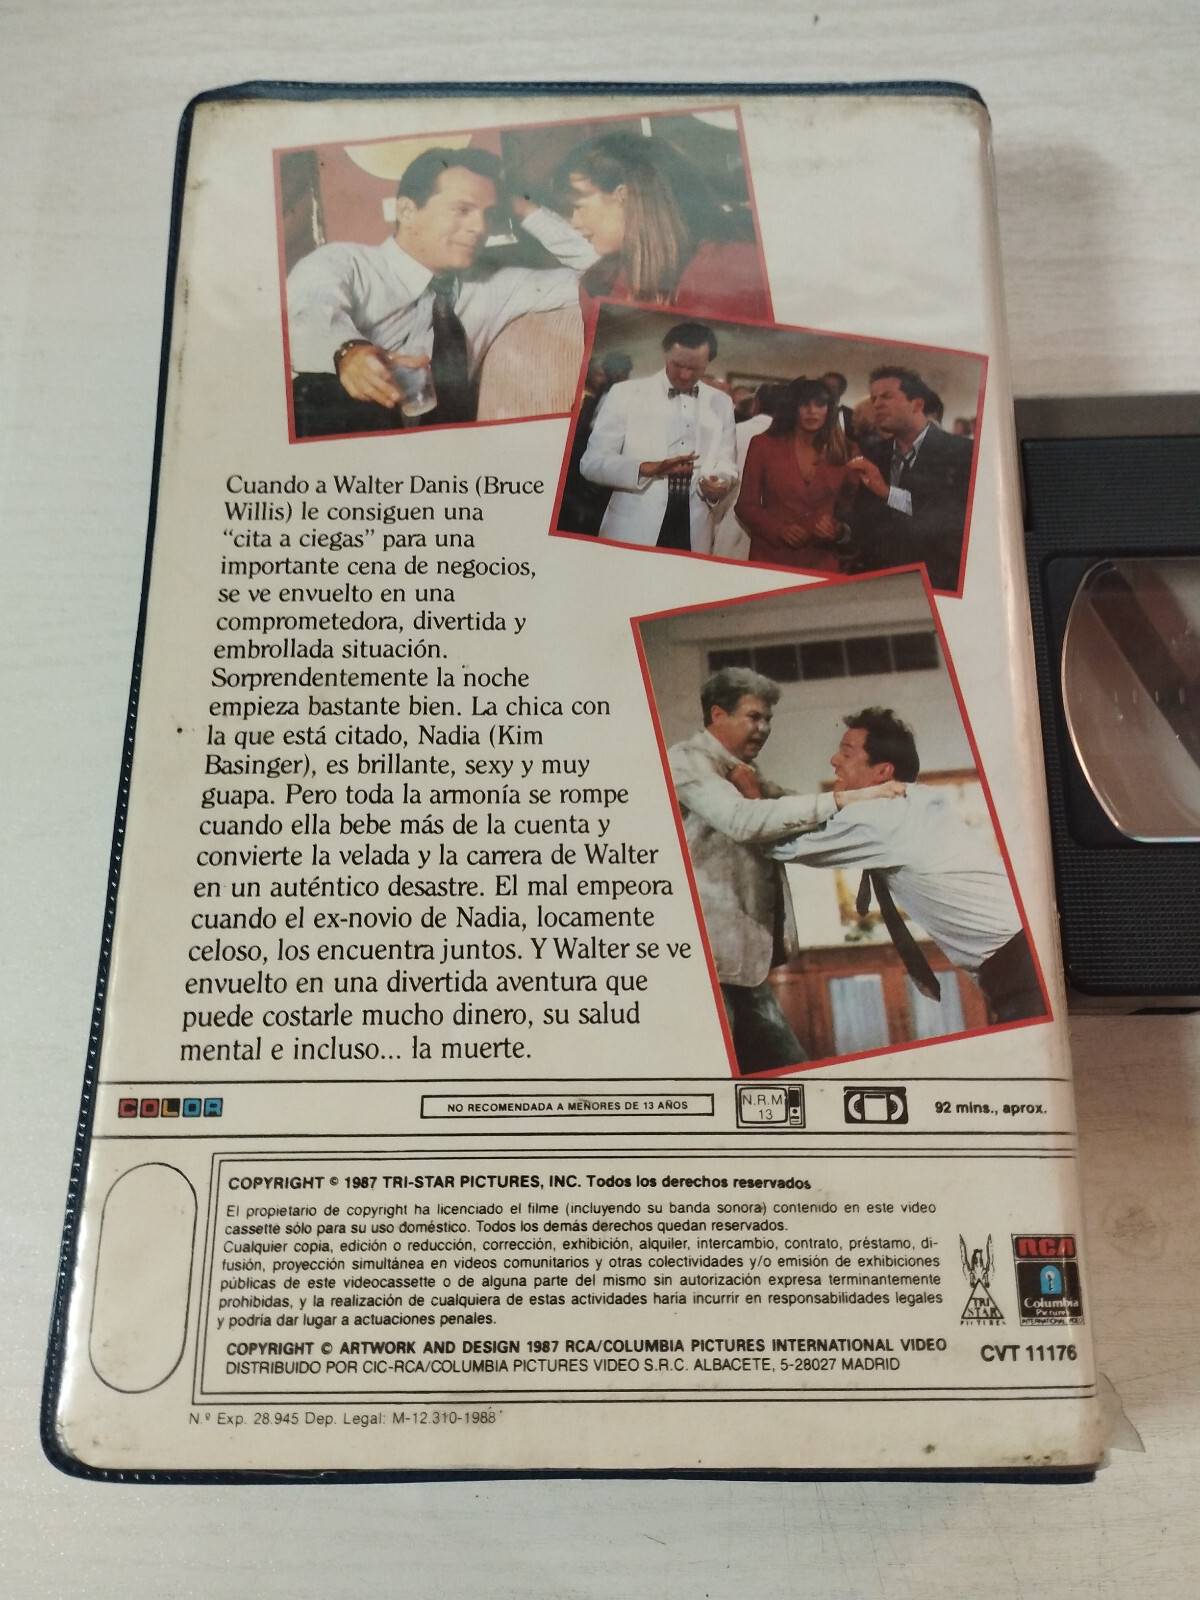 Cuando a Walter Danis (Bruce
Willis) le consiguen una
“cita a ciegas” para una
importante cena de negocios,
se ve envuelto en una
comprometedora, divertida y
embrollada situación.
Sorprendentemente la noche
empieza bastante bien. La chica con
la que está citado, Nadia (Kim
Basinger), es brillante, sexy y muy
guapa. Pero toda la armonía se rompe
cuando ella bebe más de la cuenta y
convierte la velada y la carrera de Walter
en un auténtico desastre. El mal empeora
cuando el ex-novio de Nadia, locamente
celoso, los encuentra juntos. Y Walter se ve
envuelto en una divertida aventura que
puede costarle mucho dinero, su salud
mental e incluso... la muerte.
COLOR
NO RECOMENDADA A MENORES DE 13 AÑOS
N.R.M
13
92 mins., aprox.
COPYRIGHT © 1987 TRI-STAR PICTURES, INC. Todos los derechos reservados
El propietario de copyright ha licenciado el filme (incluyendo su banda sonora) contenido en este video
cassette sólo para su uso doméstico. Todos los demás derechos quedan reservados.
Cualquier copia, edición o reducción, corrección, exhibición, alquiler, intercambio, contrato, préstamo, di-
fusión, proyección simultánea en videos comunitarios y otras colectividades y/o emisión de exhibiciones
públicas de este videocassette o de alguna parte del mismo sin autorización expresa terminantemente
prohibidas, y la realización de cualquiera de estas actividades haria incurrir en responsabilidades legales
y podría dar lugar a actuaciones penales.
TRI
STAR
PICTURES
RCA
Columbia
Pictures
INTERNATIONAL VIDEO
COPYRIGHT © ARTWORK AND DESIGN 1987 RCA/COLUMBIA PICTURES INTERNATIONAL VIDEO
DISTRIBUIDO POR CIC-RCA/COLUMBIA PICTURES VIDEO S.R.C. ALBACETE, 5-28027 MADRID
CVT 11176
N.º Exp. 28.945 Dep. Legal: M-12.310-1988